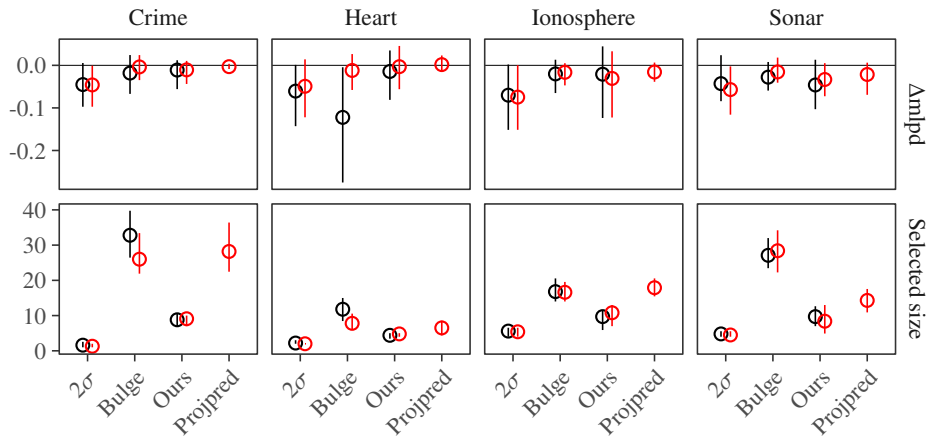 Crime Heart Ionosphere Sonar
0.0
-0.1
-0.2
Δmlpd
40
30
20
10
0
Selected size
2σ Bulge Ours Projpred 2σ Bulge Ours Projpred 2σ Bulge Ours Projpred 2σ Bulge Ours Projpred